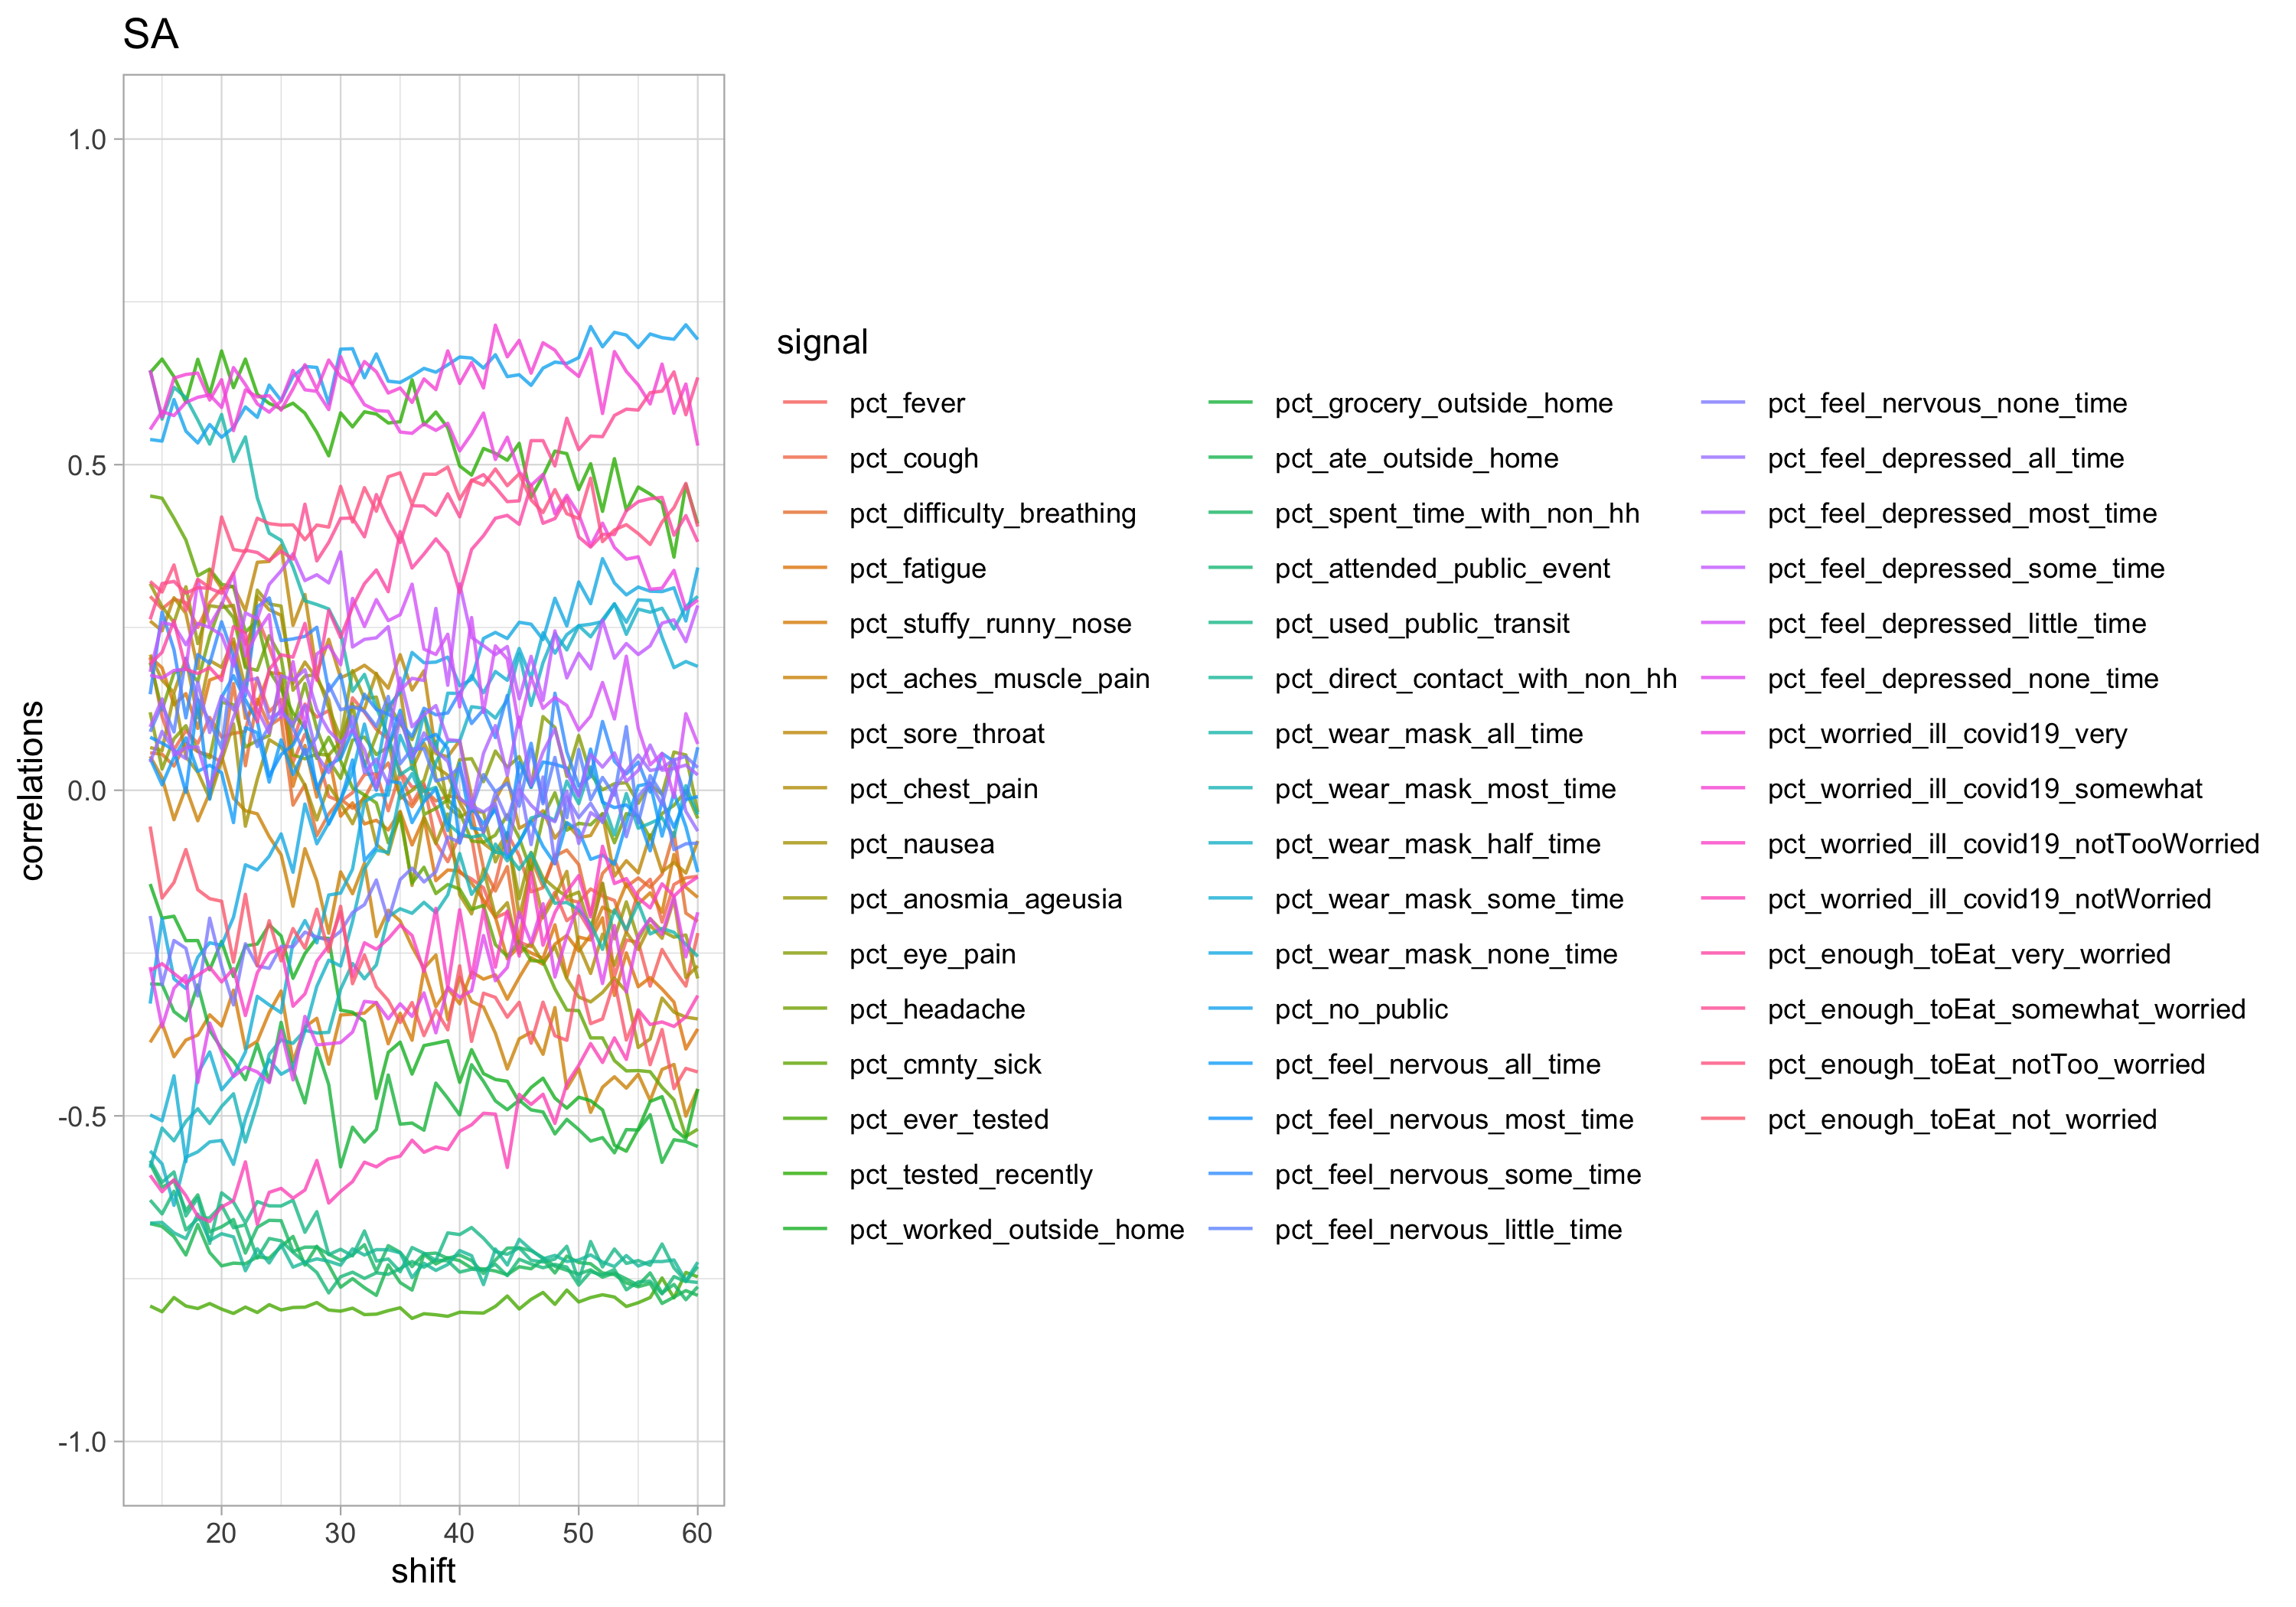 SA
correlations
1.0
0.5
0.0
-0.5
-1.0
20 30 40 50 60
shift
signal
pct_fever
pct_cough
pct_difficulty_breathing
pct_fatigue
pct_stuffy_runny_nose
pct_aches_muscle_pain
pct_sore_throat
pct_chest_pain
pct_nausea
pct_anosmia_ageusia
pct_eye_pain
pct_headache
pct_cmnty_sick
pct_ever_tested
pct_tested_recently
pct_worked_outside_home
pct_grocery_outside_home
pct_ate_outside_home
pct_spent_time_with_non_hh
pct_attended_public_event
pct_used_public_transit
pct_direct_contact_with_non_hh
pct_wear_mask_all_time
pct_wear_mask_most_time
pct_wear_mask_half_time
pct_wear_mask_some_time
pct_wear_mask_none_time
pct_no_public
pct_feel_nervous_all_time
pct_feel_nervous_most_time
pct_feel_nervous_some_time
pct_feel_nervous_little_time
pct_feel_nervous_none_time
pct_feel_depressed_all_time
pct_feel_depressed_most_time
pct_feel_depressed_some_time
pct_feel_depressed_little_time
pct_feel_depressed_none_time
pct_worried_ill_covid19_very
pct_worried_ill_covid19_somewhat
pct_worried_ill_covid19_notTooWorried
pct_worried_ill_covid19_notWorried
pct_enough_toEat_very_worried
pct_enough_toEat_somewhat_worried
pct_enough_toEat_notToo_worried
pct_enough_toEat_not_worried